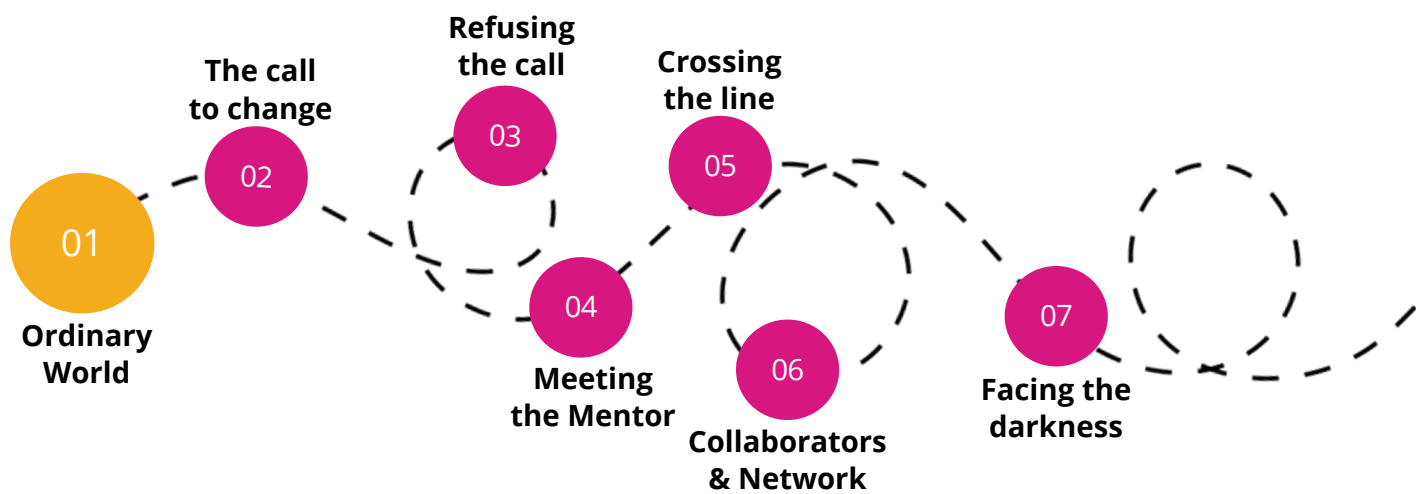 01
Ordinary
World
The call
to change
02
Refusing
the call
03
04
Meeting
the Mentor
Crossing
the line
05
06
Collaborators
& Network
07
Facing the
darkness